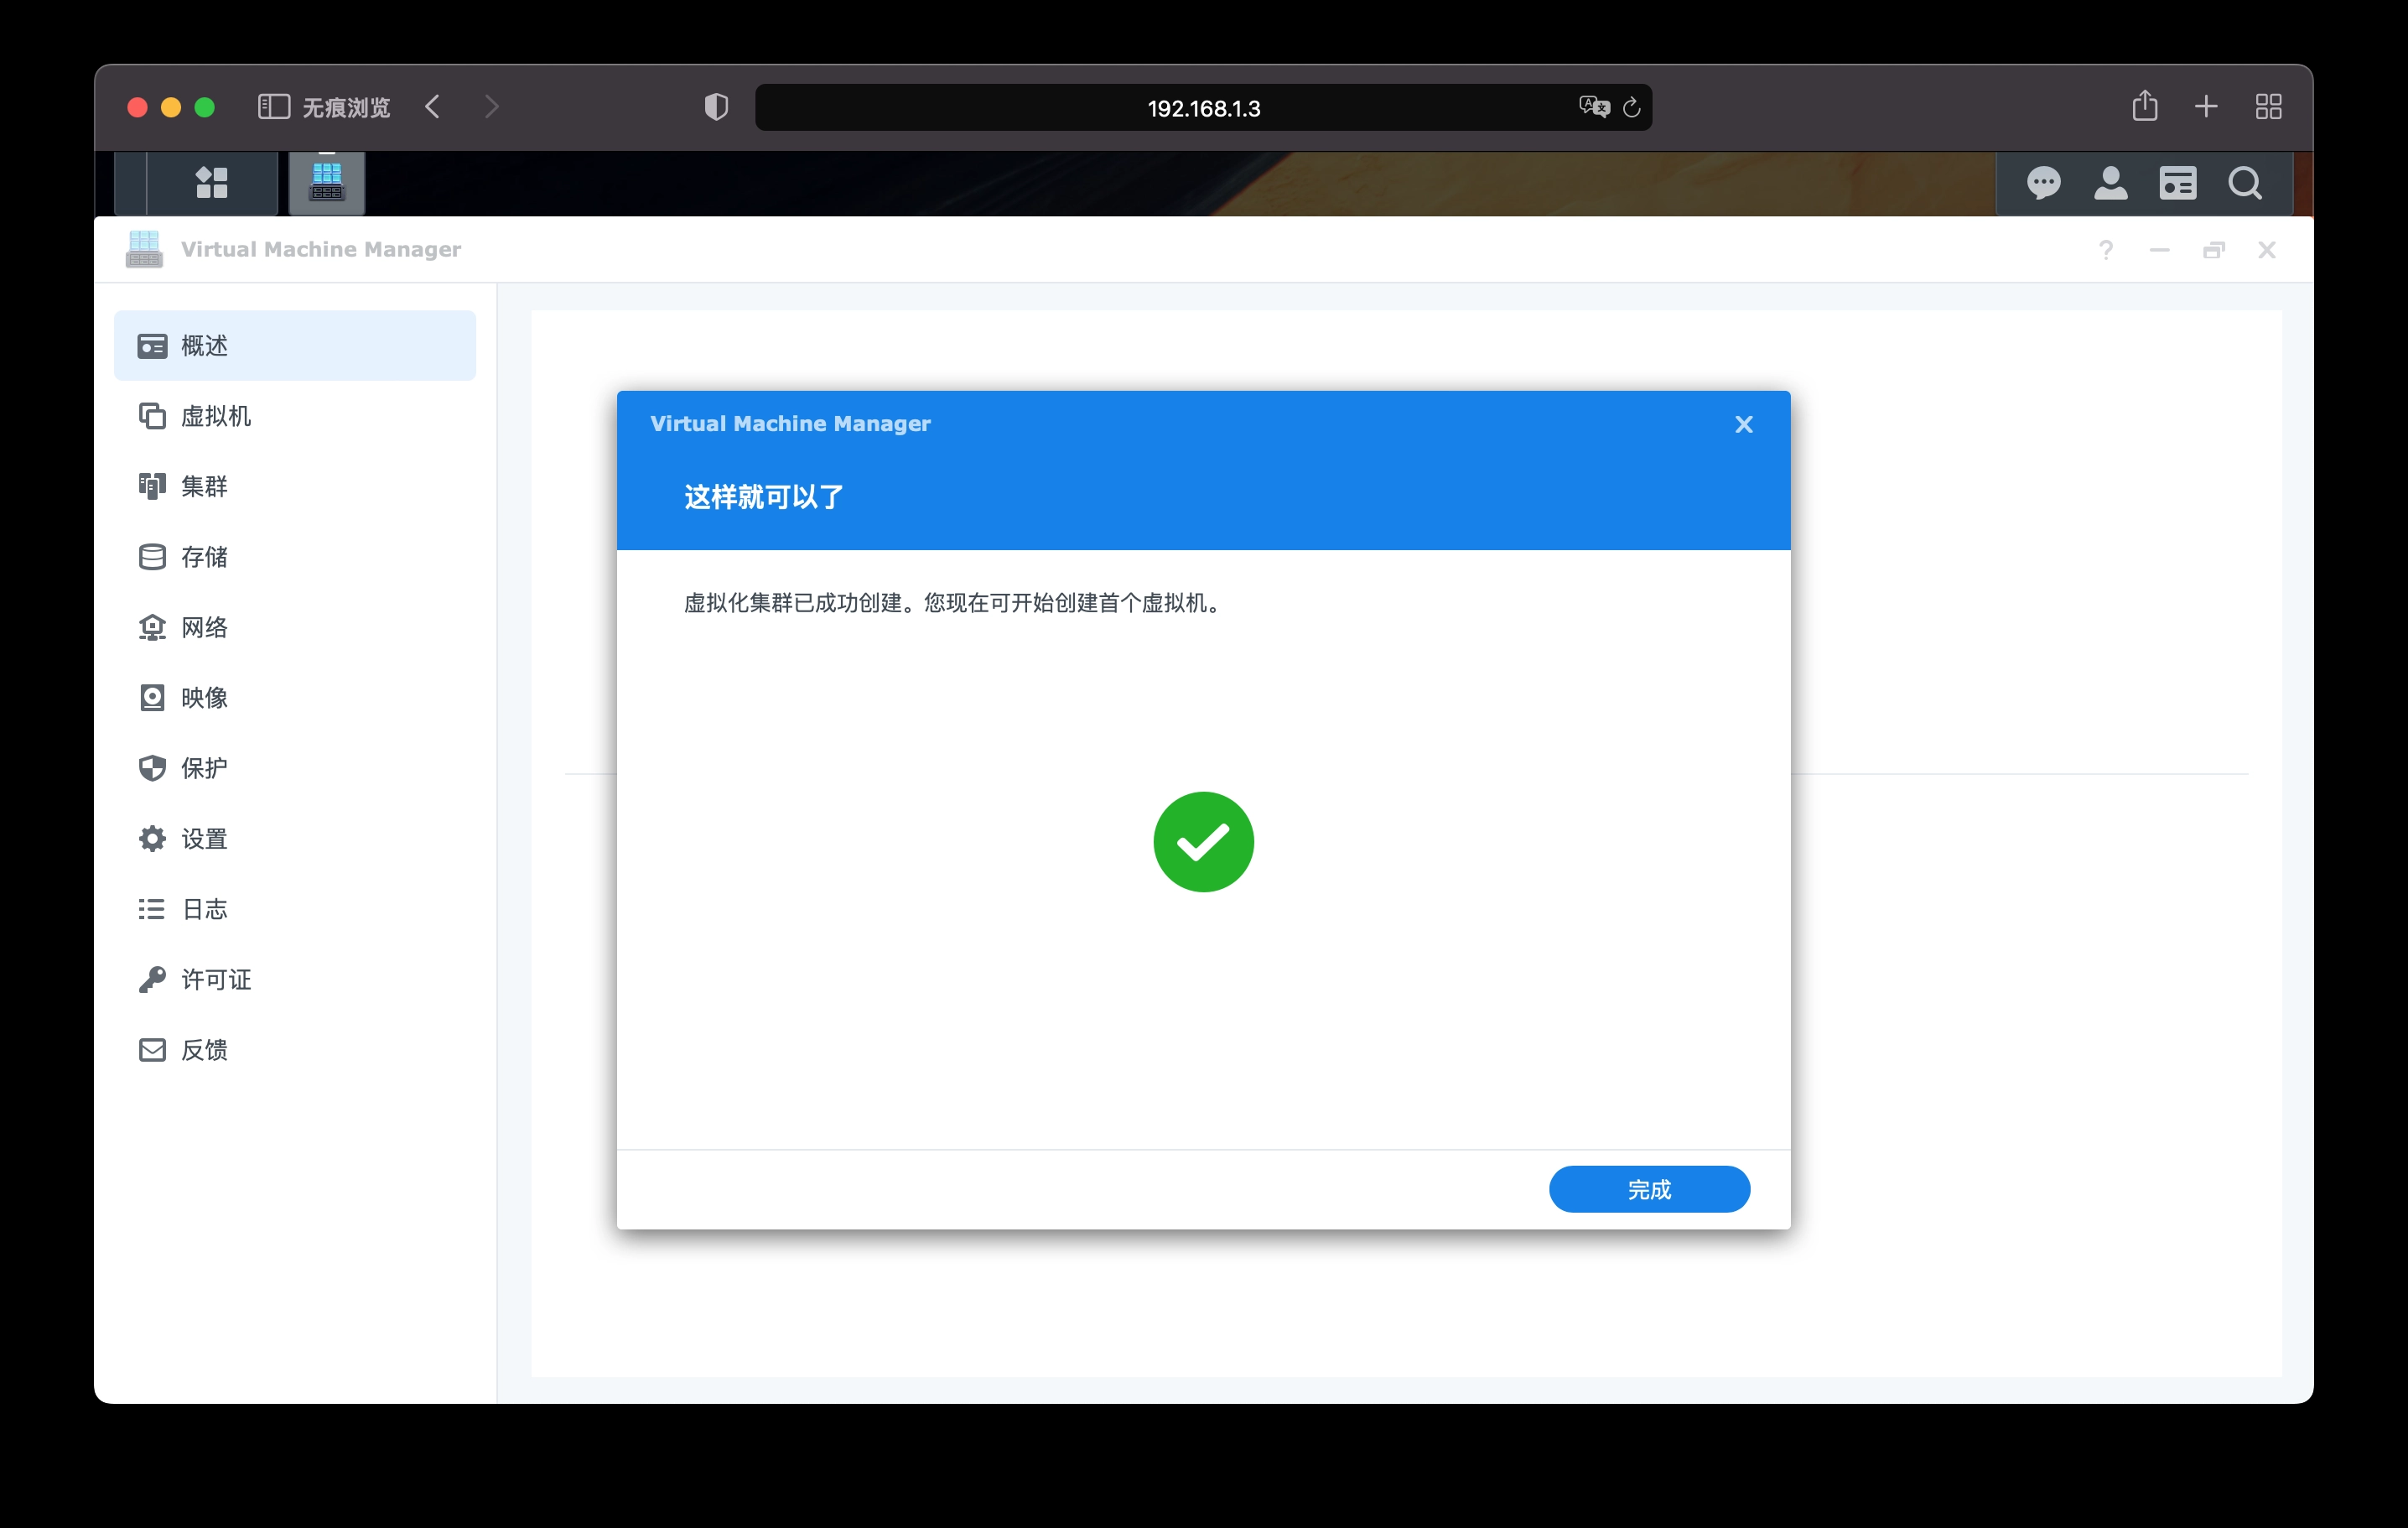 无痕浏览
192.168.1.3
Virtual Machine Manager
概述
虚拟机
集群
存储
网络
映像
保护
设置
日志
许可证
反馈
Virtual Machine Manager
这样就可以了
虚拟化集群已成功创建。您现在可开始创建首个虚拟机。
完成